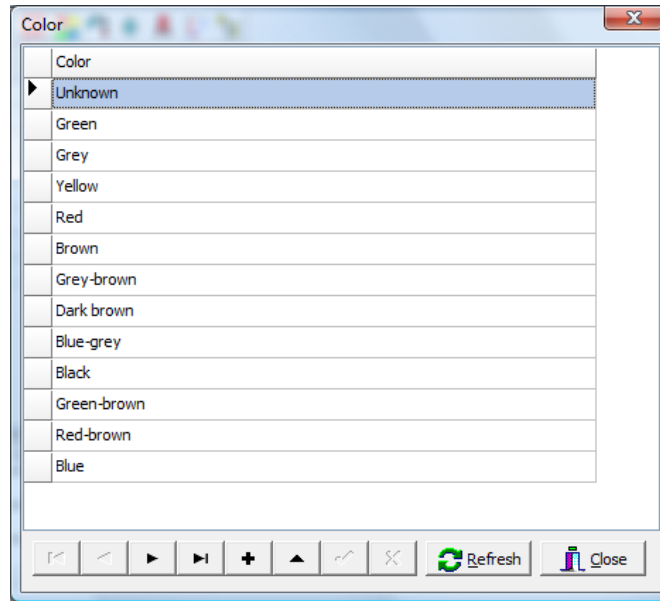 Color
Color
Unknown
Green
Grey
Yellow
Red
Brown
Grey-brown
Dark brown
Blue-grey
Black
Green-brown
Red-brown
Blue
Refresh Close